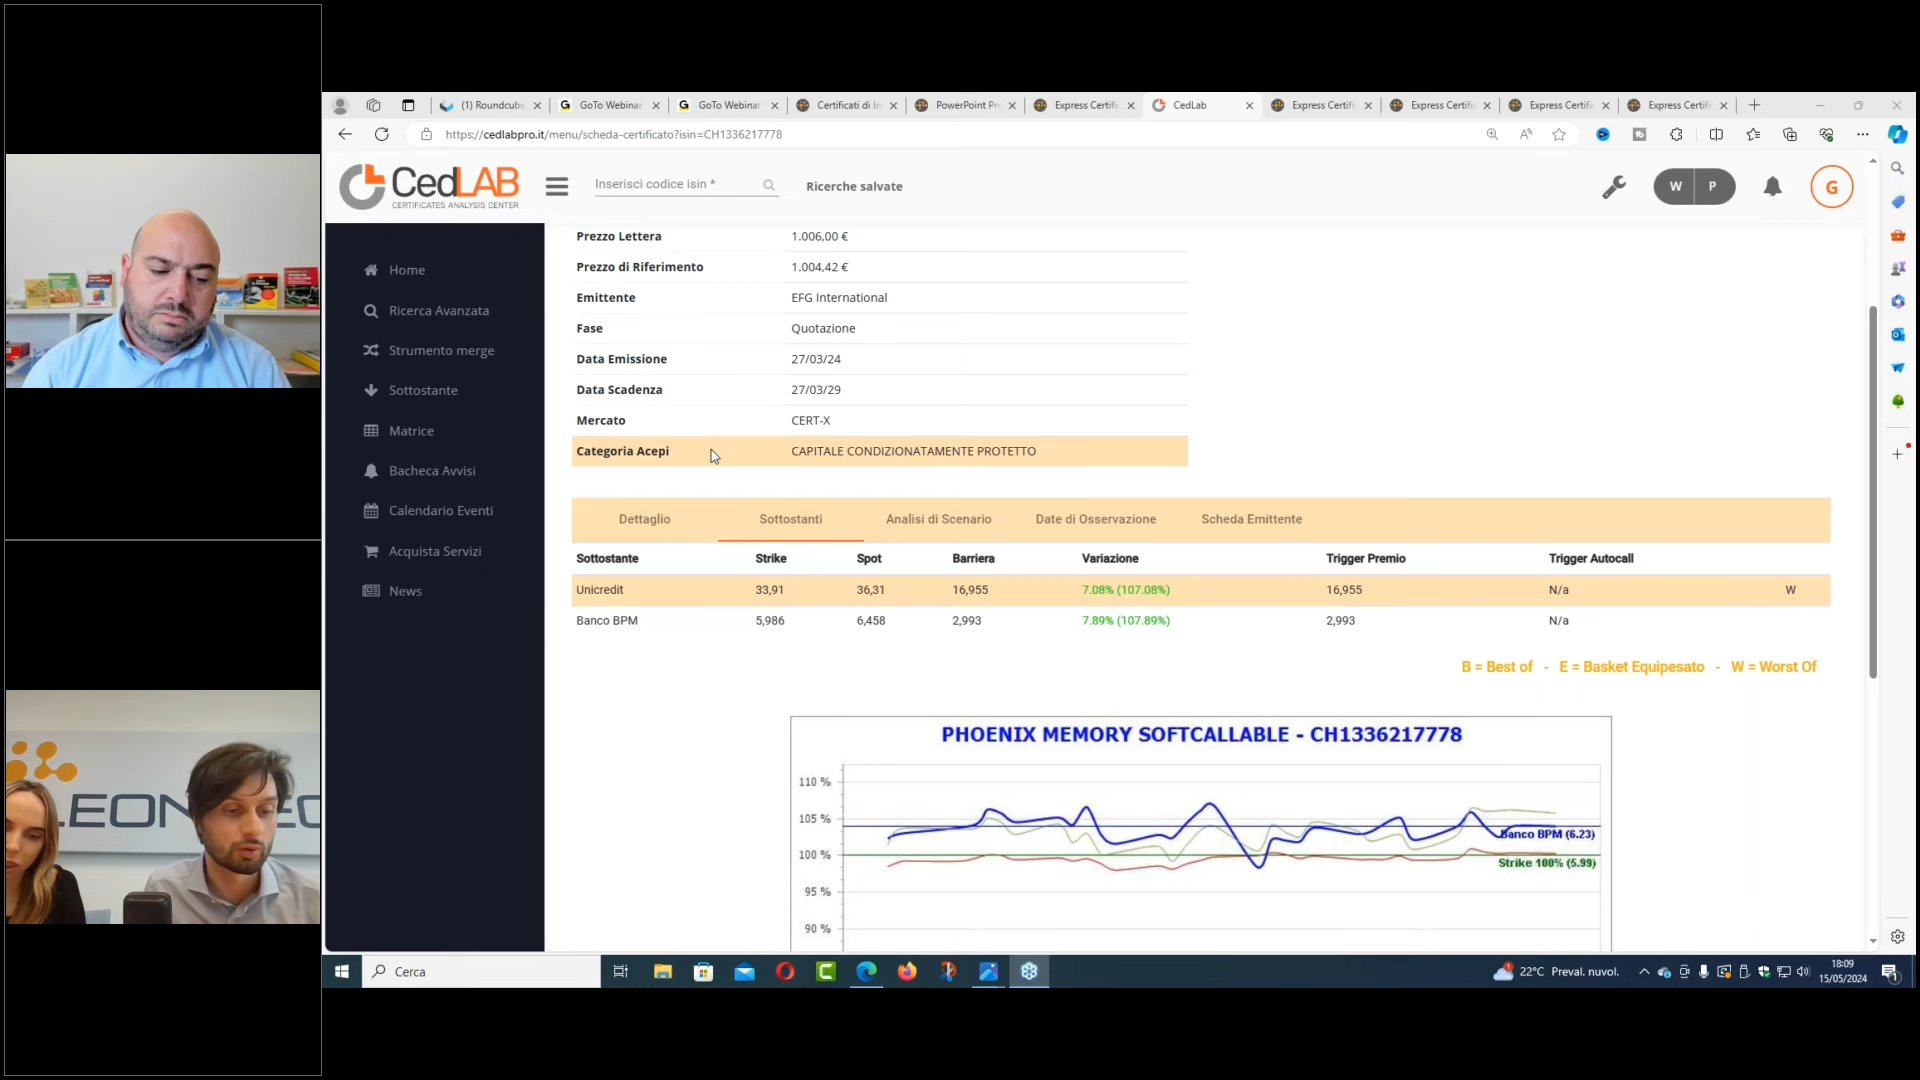 (1) Roundcube
GoTo Webinar
GoTo Webinar
Certificati di In
PowerPoint Pr
Express Certifi
CedLab
Express Certifi
Express Certifi
Express Certifi
Express Certifi
https://cedlabpro.it/menu/scheda-certificato?isin=CH1336217778
CedLAB
CERTIFICATES ANALYSIS CENTER
Inserisci codice isin *
Ricerche salvate
W P
G
Home
Ricerca Avanzata
Strumento merge
Sottostante
Matrice
Bacheca Avvisi
Calendario Eventi
Acquista Servizi
News
Prezzo Lettera 1.006,00 €
Prezzo di Riferimento 1.004,42 €
Emittente EFG International
Fase Quotazione
Data Emissione 27/03/24
Data Scadenza 27/03/29
Mercato CERT-X
Categoria Acepi CAPITALE CONDIZIONATAMENTE PROTETTO
Dettaglio Sottostanti Analisi di Scenario Date di Osservazione Scheda Emittente
Sottostante Strike Spot Barriera Variazione Trigger Premio Trigger Autocall
Unicredit 33,91 36,31 16,955 7.08% (107.08%) 16,955 N/a W
Banco BPM 5,986 6,458 2,993 7.89% (107.89%) 2,993 N/a
B = Best of - E = Basket Equipesato - W = Worst Of
PHOENIX MEMORY SOFTCALLABLE - CH1336217778
110 %
105 %
Banco BPM (6.23)
100 %
Strike 100% (5.99)
95 %
90 %
LEON
Cerca
22°C Preval. nuvol.
18:09
15/05/2024